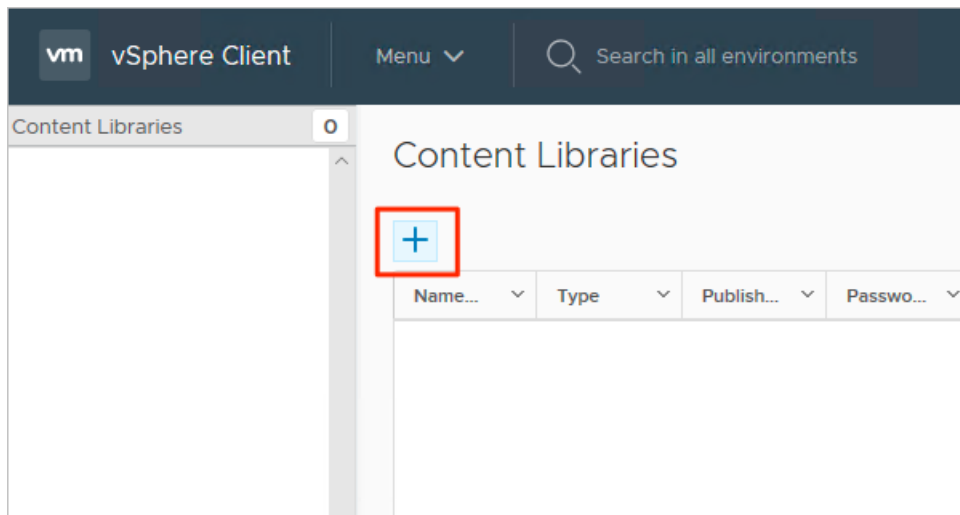 vm vSphere Client Menu Search in all environments
Content Libraries 0
Content Libraries
Name... Type Publish... Passwo...